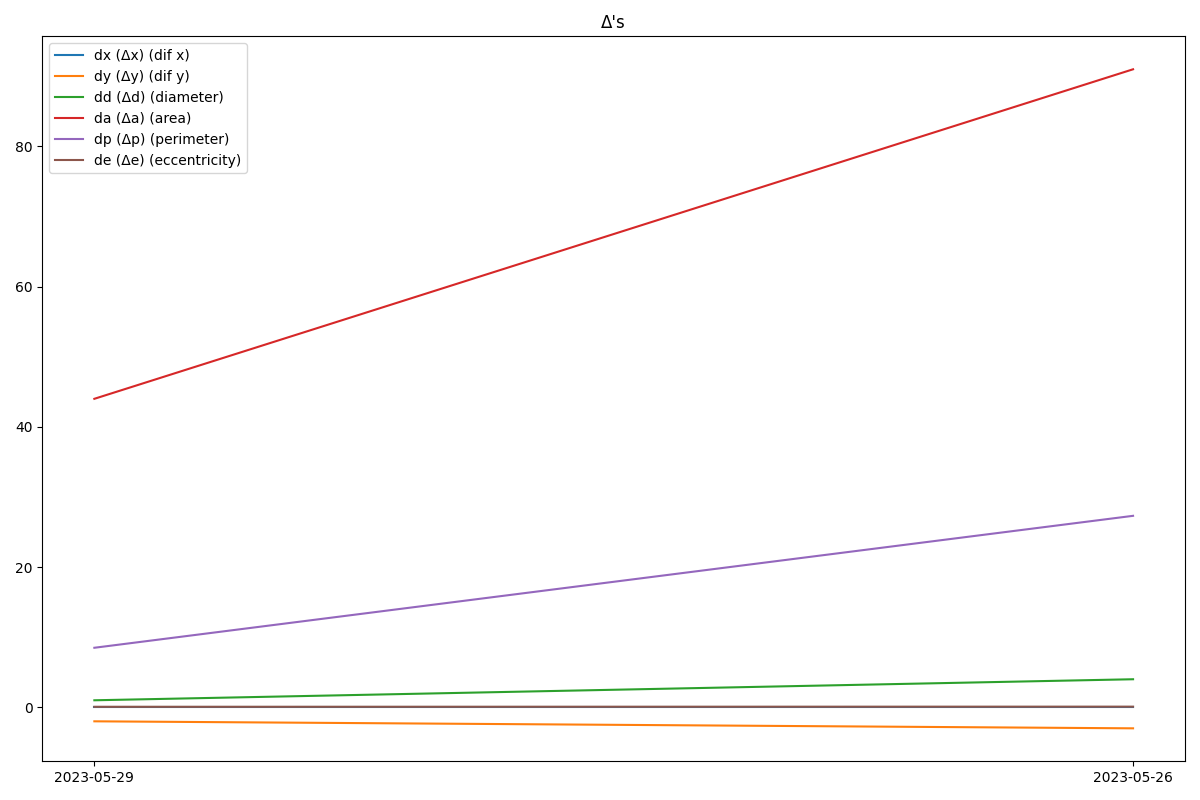 Δ's
dx (Δx) (dif x)
dy (Δy) (dif y)
dd (Δd) (diameter)
da (Δa) (area)
dp (Δp) (perimeter)
de (Δe) (eccentricity)
80
60
40
20
0
2023-05-29
2023-05-26